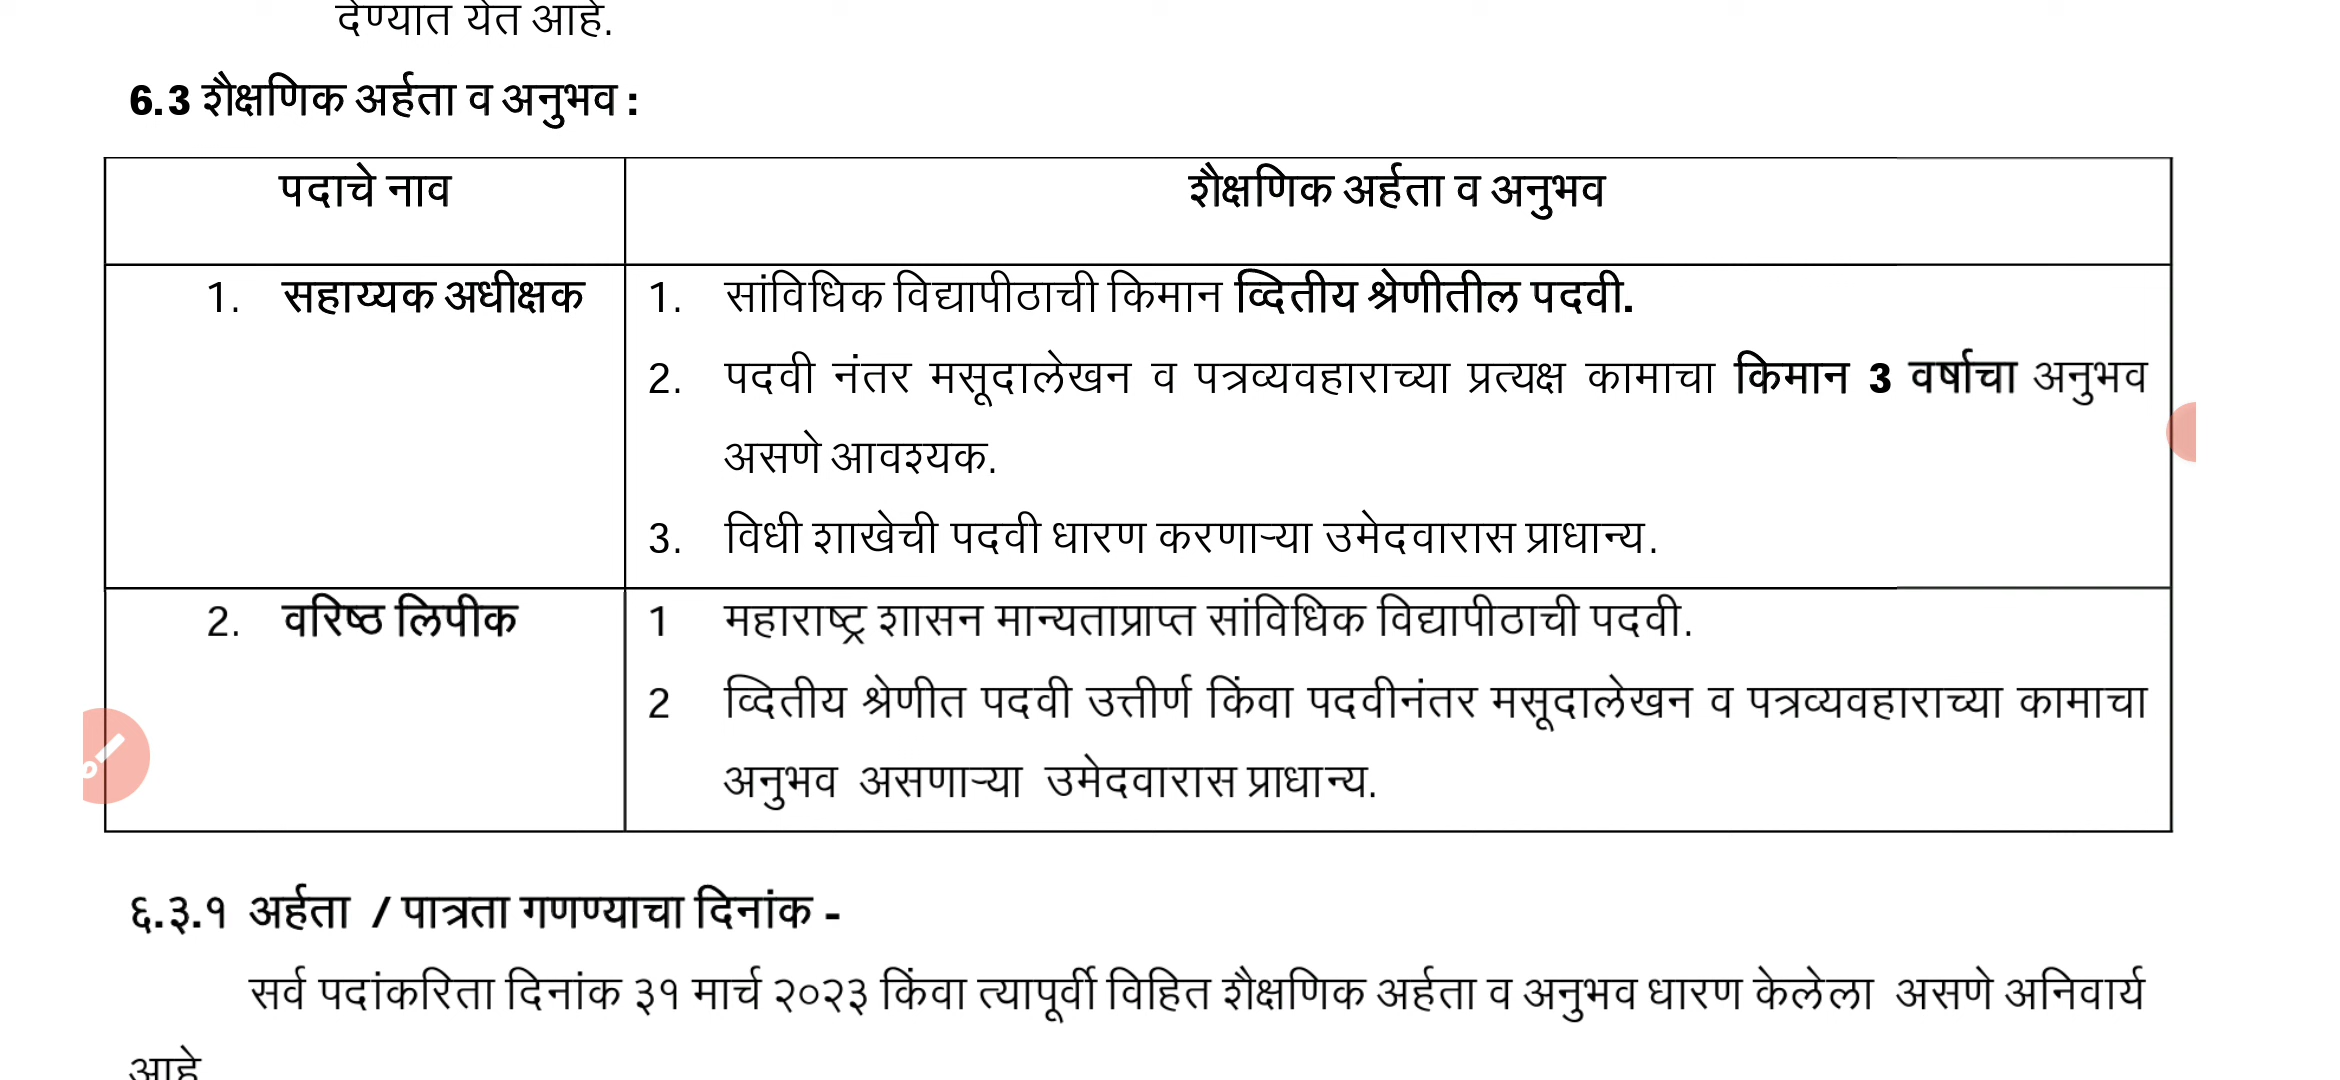 देण्यात येत आहे.
6.3 शैक्षणिक अर्हता व अनुभव :
पदाचे नाव
शैक्षणिक अर्हता व अनुभव
1. सहाय्यक अधीक्षक
1. सांविधिक विद्यापीठाची किमान व्दितीय श्रेणीतील पदवी.
2. पदवी नंतर मसूदालेखन व पत्रव्यवहाराच्या प्रत्यक्ष कामाचा किमान 3 वर्षाचा अनुभव
असणे आवश्यक.
3. विधी शाखेची पदवी धारण करणाऱ्या उमेदवारास प्राधान्य.
2. वरिष्ठ लिपीक
1 महाराष्ट्र शासन मान्यताप्राप्त सांविधिक विद्यापीठाची पदवी.
2 व्दितीय श्रेणीत पदवी उत्तीर्ण किंवा पदवीनंतर मसूदालेखन व पत्रव्यवहाराच्या कामाचा
अनुभव असणाऱ्या उमेदवारास प्राधान्य.
६.३.१ अर्हता / पात्रता गणण्याचा दिनांक -
सर्व पदांकरिता दिनांक ३१ मार्च २०२३ किंवा त्यापूर्वी विहित शैक्षणिक अर्हता व अनुभव धारण केलेला असणे अनिवार्य
आहे